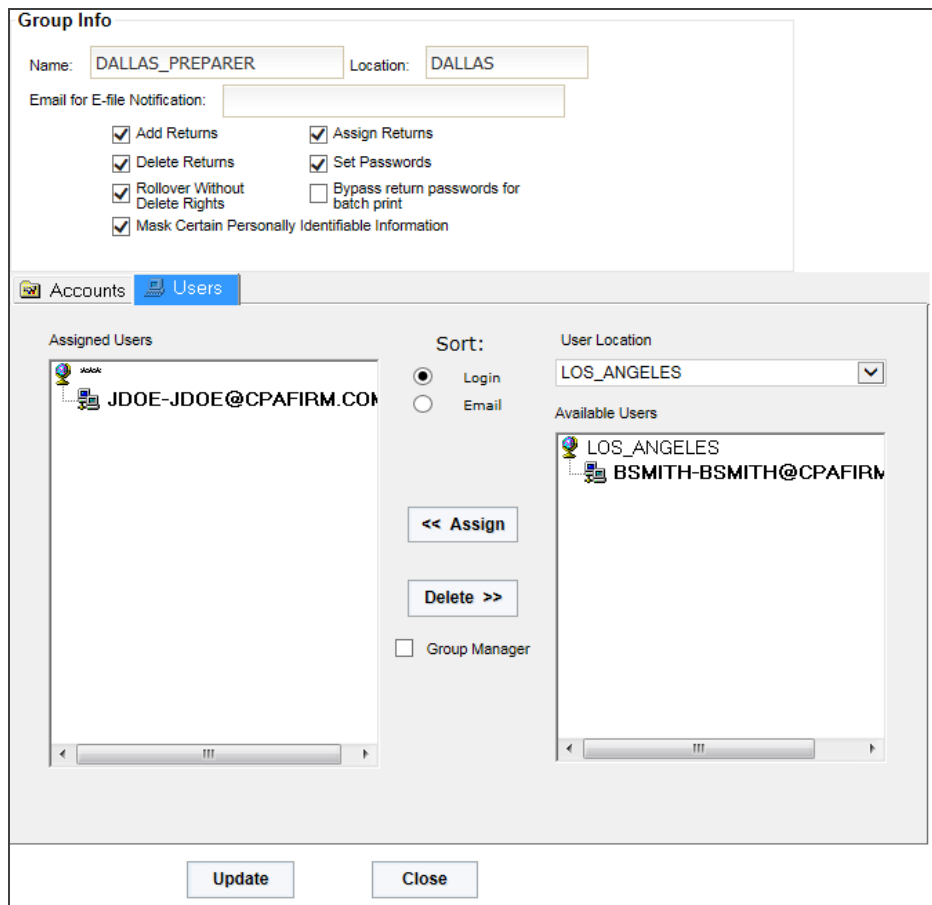 Group Info
Name: DALLAS_PREPARER Location: DALLAS
Email for E-file Notification:
Add Returns Assign Returns
Delete Returns Set Passwords
Rollover Without
Delete Rights
Bypass return passwords for
batch print
Mask Certain Personally Identifiable Information
Accounts Users
Assigned Users
****
JDOE-JDOE@CPAFIRM.COM
Sort:
Login
Email
<< Assign
Delete >>
Group Manager
User Location
LOS_ANGELES
Available Users
LOS_ANGELES
BSMITH-BSMITH@CPAFIRM
Update Close